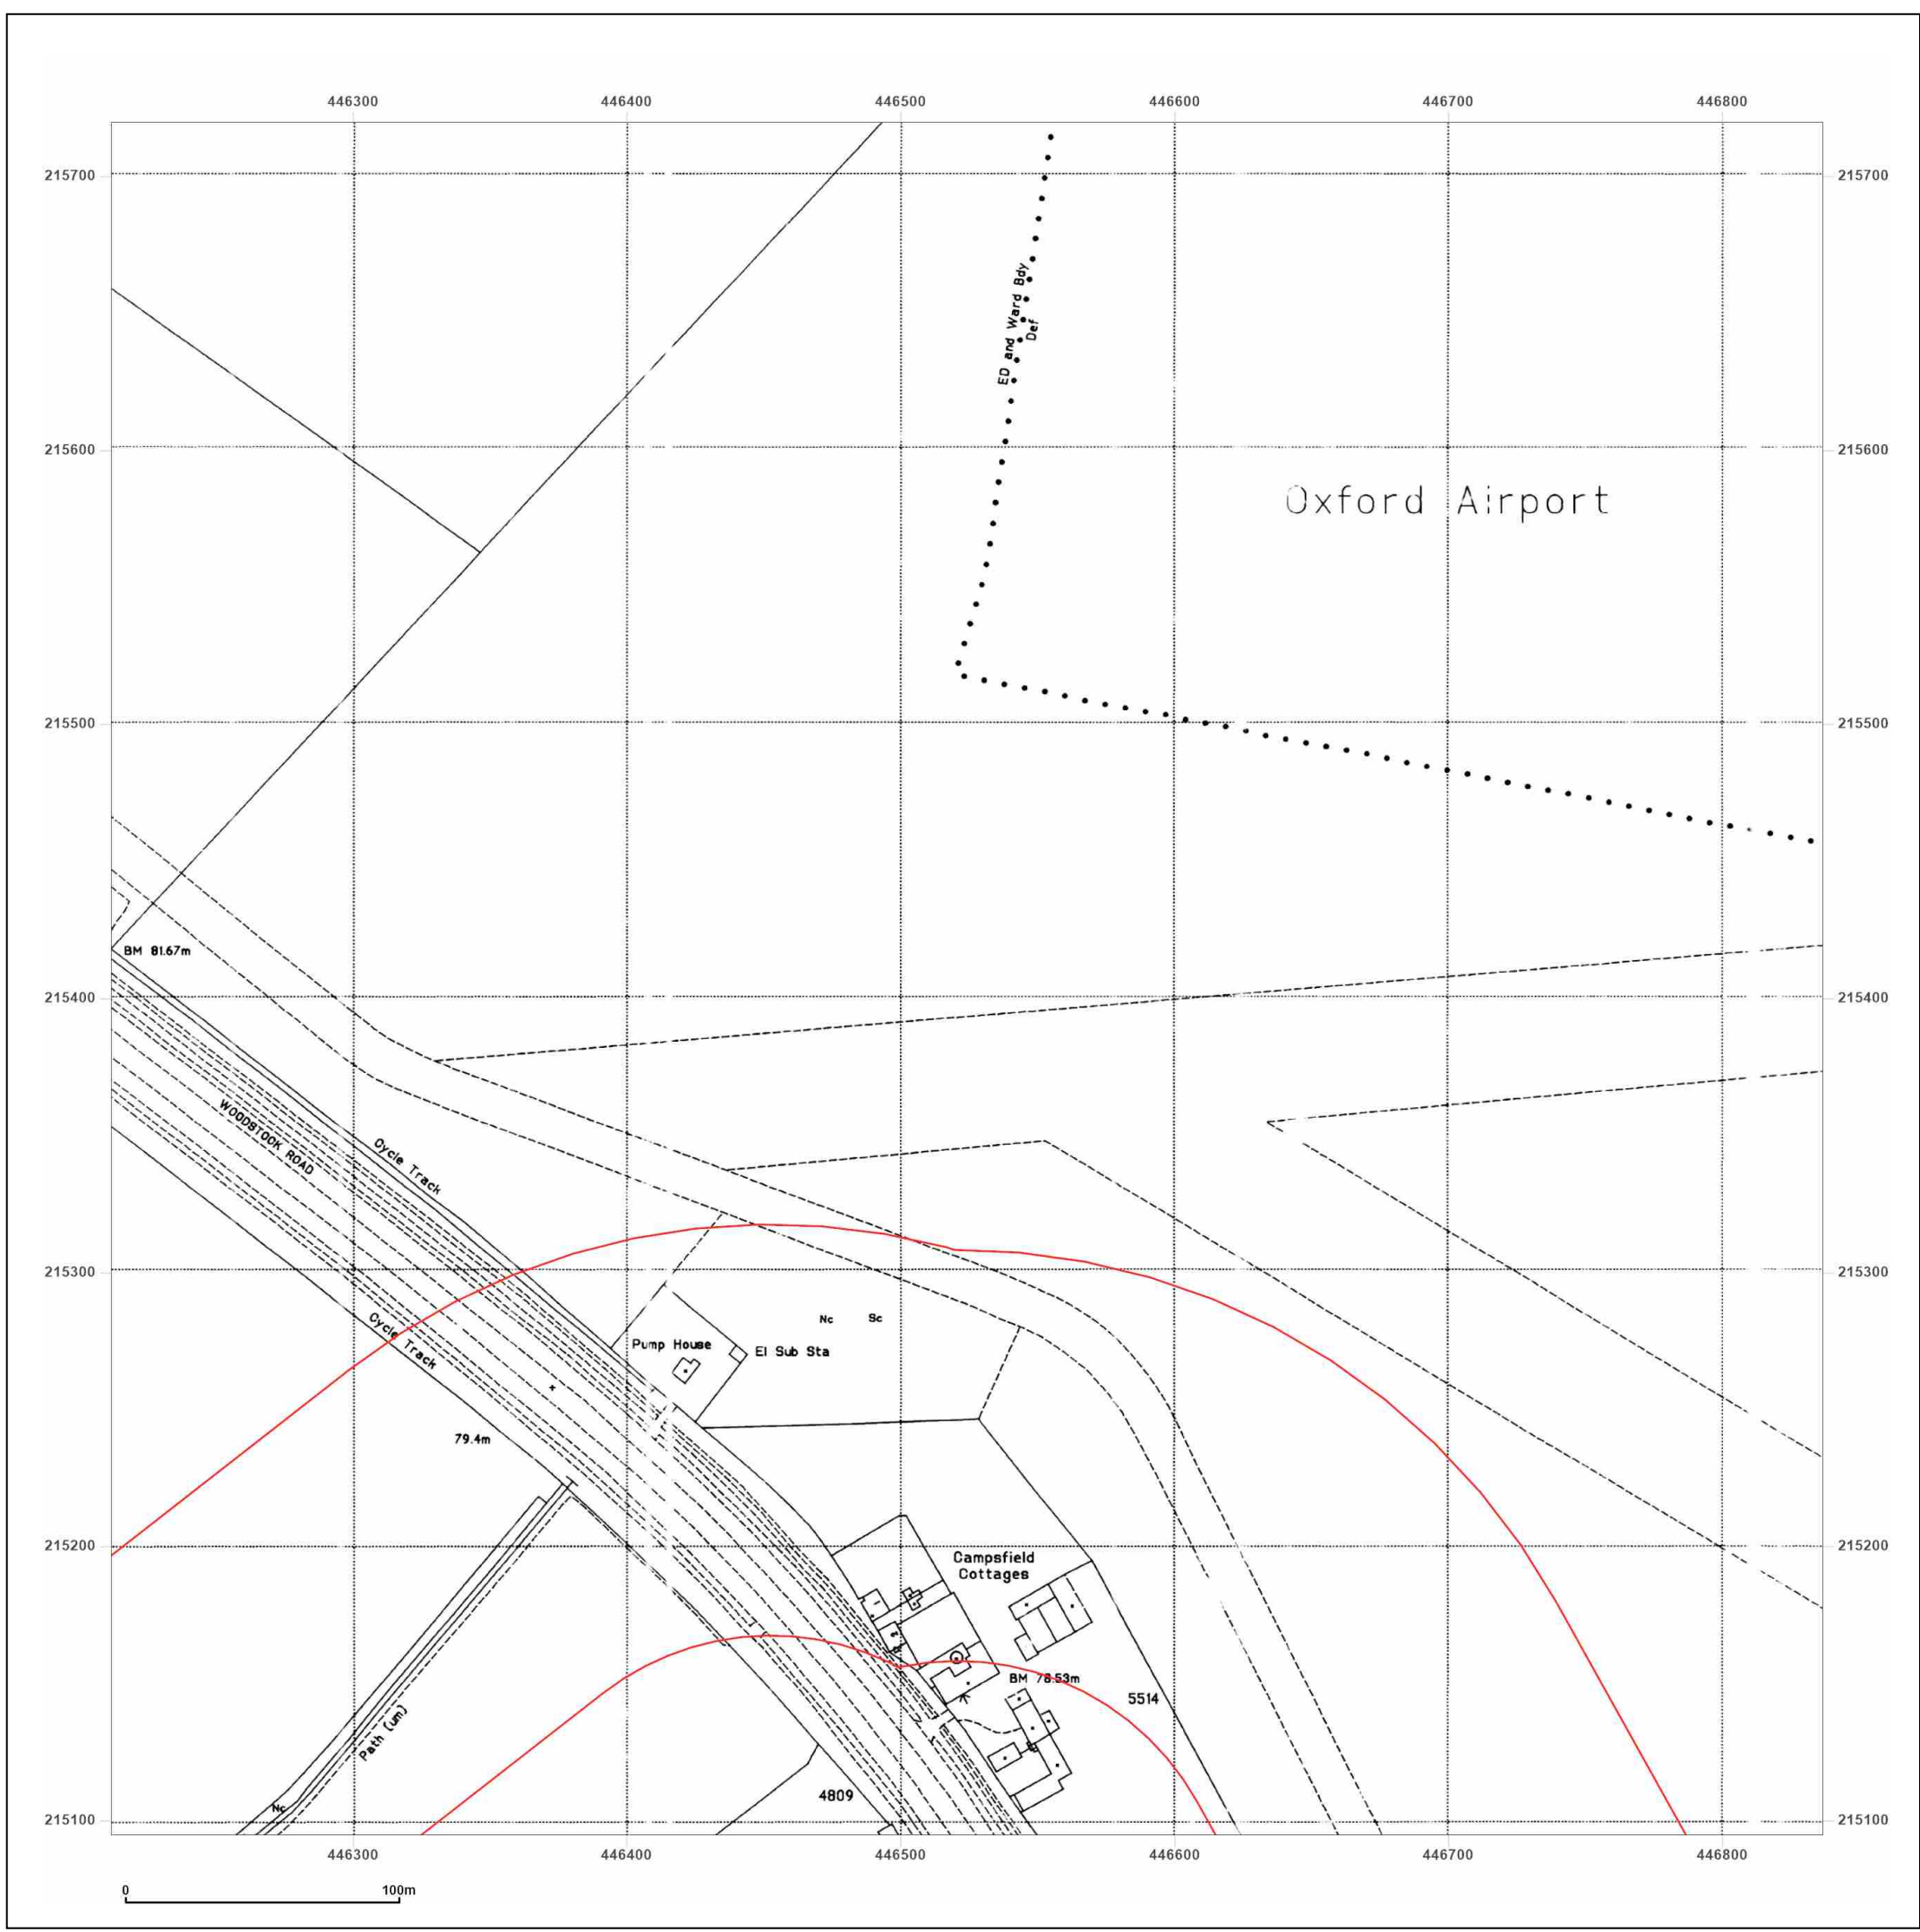 446300 446400 446500 446600 446700 446800
215700 215700
ED and Ward Bdy
Def
215600 215600
Oxford Airport
215500 215500
BM 81.67m
215400 215400
WOODSTOCK ROAD
Cycle Track
215300 215300
Cycle Track
Nc Sc
Pump House
El Sub Sta
79.4m
215200 215200
Campsfield
Cottages
1
BM 78.53m
5514
Path (um)
4809
Nc
215100 215100
446300 446400 446500 446600 446700 446800
0 100m